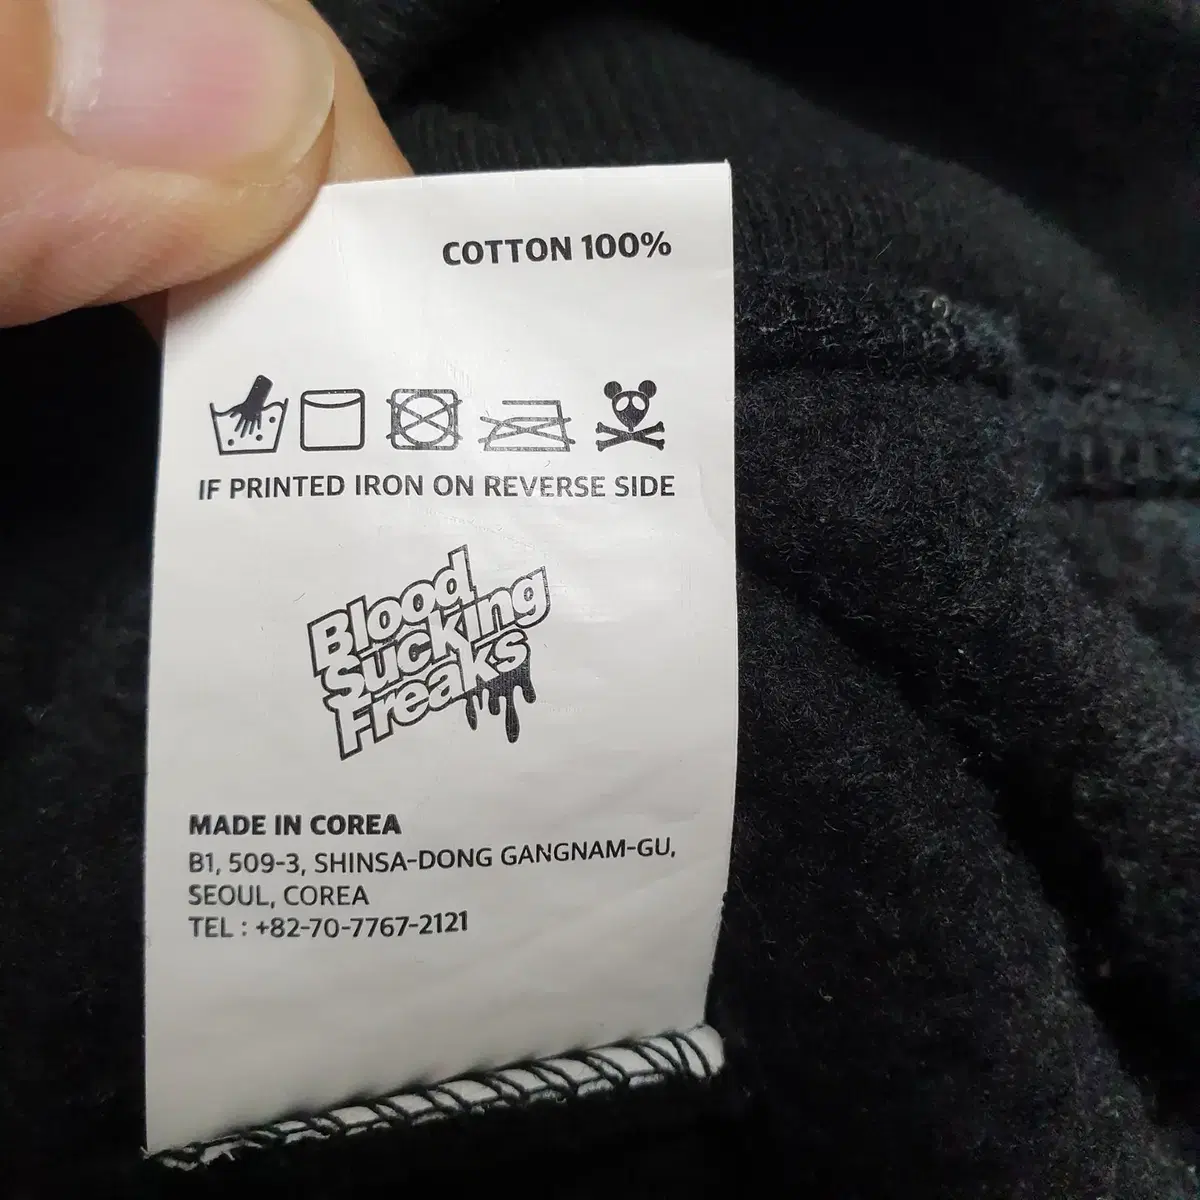 COTTON 100%
IF PRINTED IRON ON REVERSE SIDE
Blood
Sucking
Freaks
MADE IN COREA
B1, 509-3, SHINSA-DONG GANGNAM-GU,
SEOUL, COREA
TEL : +82-70-7767-2121